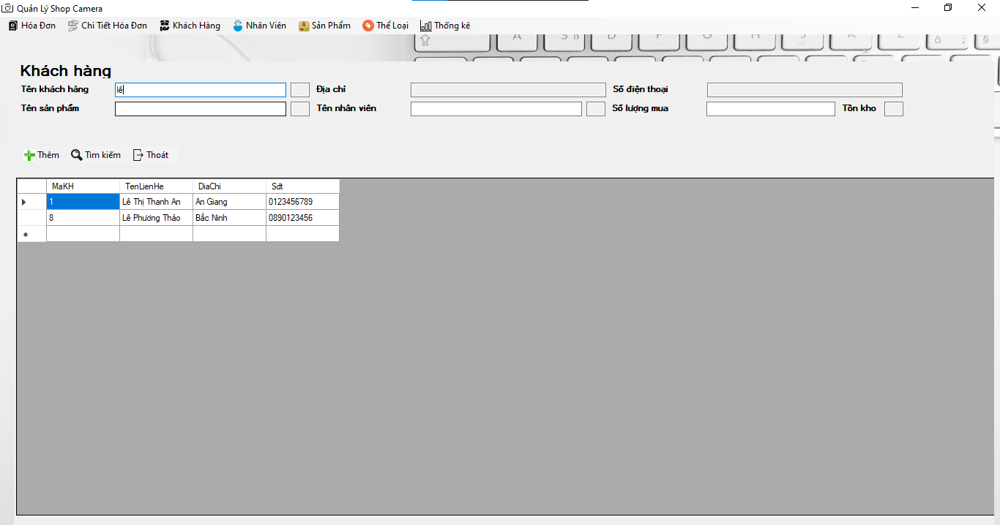 Quản Lý Shop Camera
Hóa Đơn Chi Tiết Hóa Đơn Khách Hàng Nhân Viên Sản Phẩm Thể Loại Thống kê
Khách hàng
Tên khách hàng lê Địa chỉ Số điện thoại
Tên sản phẩm Tên nhân viên Số lượng mua Tồn kho
Thêm Tìm kiếm Thoát
MaKH TenLienHe DiaChi Sdt
1 Lê Thị Thanh An An Giang 0123456789
8 Lê Phương Thảo Bắc Ninh 0890123456